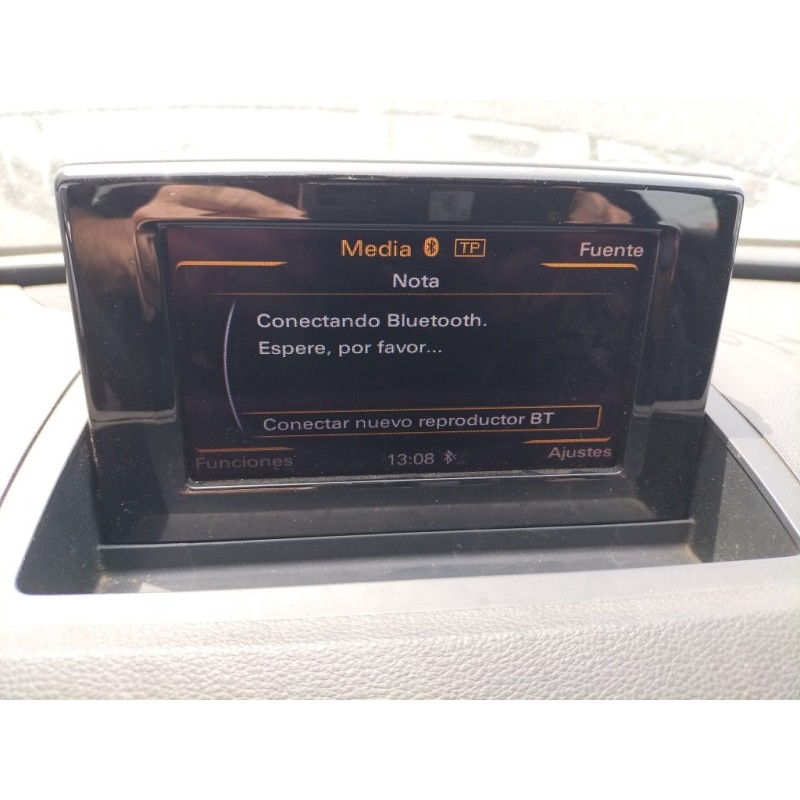 Media TP Fuente
Nota
Conectando Bluetooth.
Espere, por favor...
Conectar nuevo reproductor BT
Funciones 13:08 Ajustes